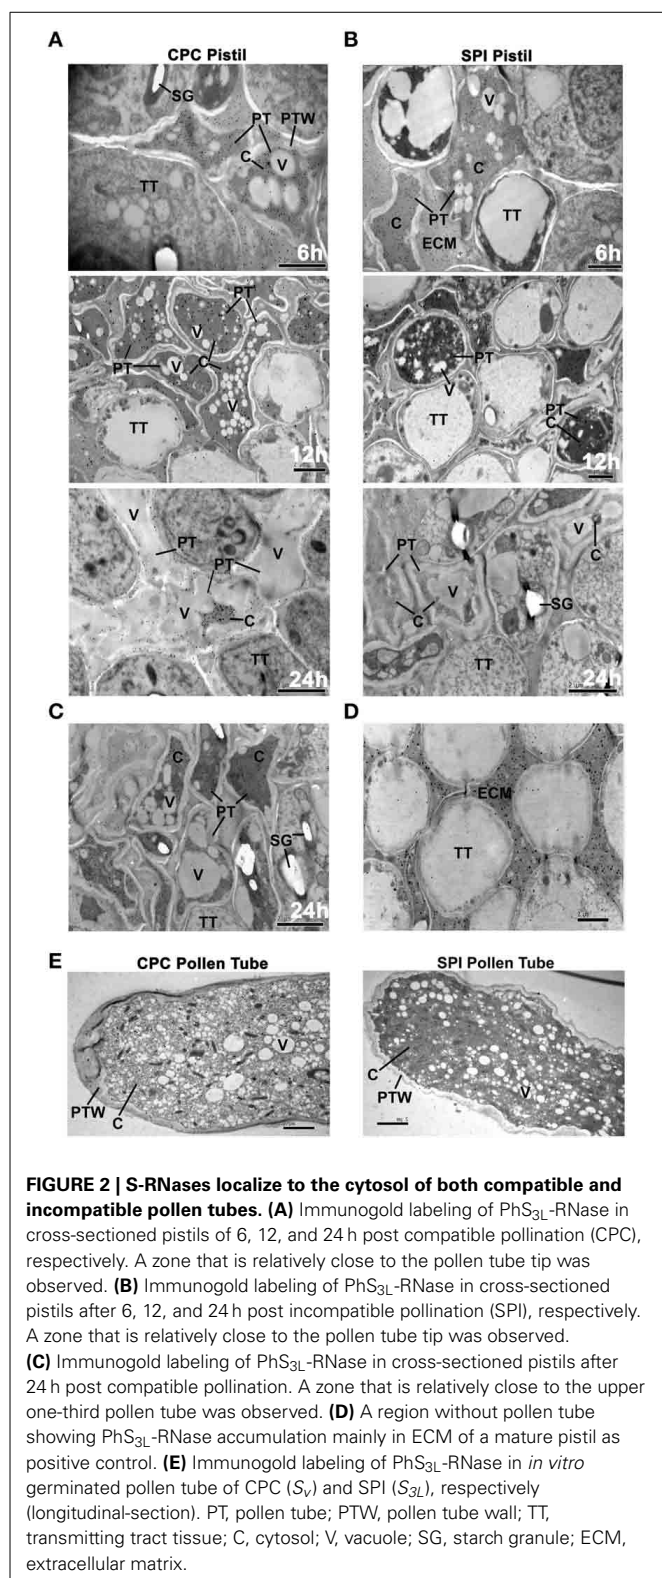 A
B
CPC Pistil
SPI Pistil
SG
PT
PTW
C
V
TT
6h
V
C
C
PT
TT
ECM
6h
PT
V
PT
V
C
V
TT
12h
PT
V
TT
PT
C
12h
V
PT
V
PT
V
C
TT
24h
PT
V
C
V
C
SG
TT
24h
C
D
C
C
V
PT
SG
V
TT
24h
ECM
TT
E
CPC Pollen Tube
SPI Pollen Tube
V
PTW
C
C
PTW
V
FIGURE 2 | S-RNases localize to the cytosol of both compatible and
incompatible pollen tubes. (A) Immunogold labeling of PhS3L-RNase in
cross-sectioned pistils of 6, 12, and 24 h post compatible pollination (CPC),
respectively. A zone that is relatively close to the pollen tube tip was
observed. (B) Immunogold labeling of PhS3L-RNase in cross-sectioned
pistils after 6, 12, and 24 h post incompatible pollination (SPI), respectively.
A zone that is relatively close to the pollen tube tip was observed.
(C) Immunogold labeling of PhS3L-RNase in cross-sectioned pistils after
24 h post compatible pollination. A zone that is relatively close to the upper
one-third pollen tube was observed. (D) A region without pollen tube
showing PhS3L-RNase accumulation mainly in ECM of a mature pistil as
positive control. (E) Immunogold labeling of PhS3L-RNase in in vitro
germinated pollen tube of CPC (Sv) and SPI (S3L), respectively
(longitudinal-section). PT, pollen tube; PTW, pollen tube wall; TT,
transmitting tract tissue; C, cytosol; V, vacuole; SG, starch granule; ECM,
extracellular matrix.